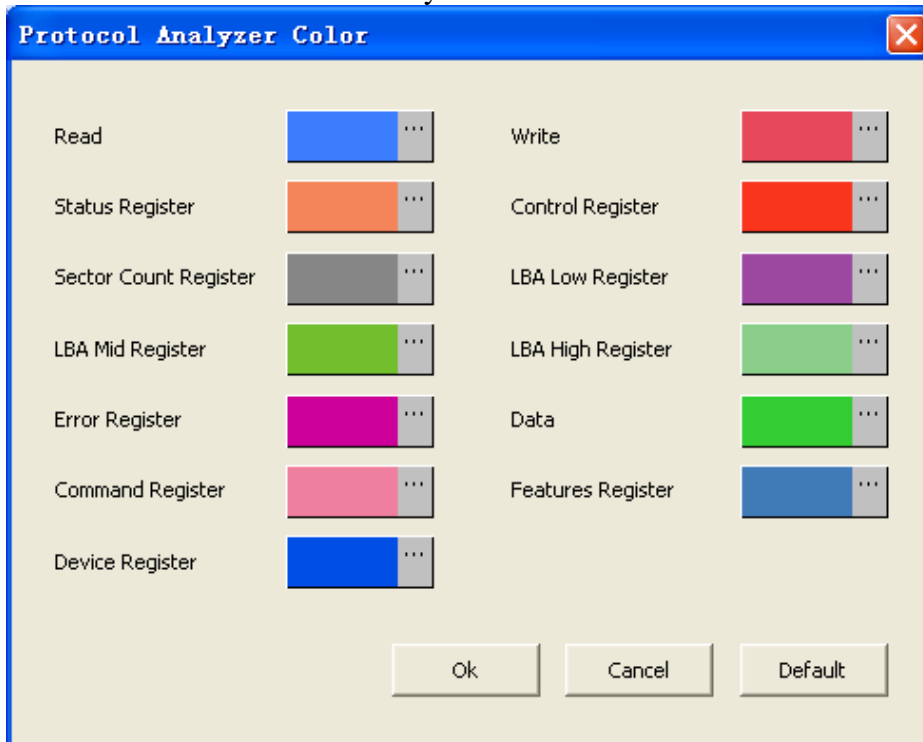 Protocol Analyzer Color
Read ... Write ...
Status Register ... Control Register ...
Sector Count Register ... LBA Low Register ...
LBA Mid Register ... LBA High Register ...
Error Register ... Data ...
Command Register ... Features Register ...
Device Register ...
Ok Cancel Default